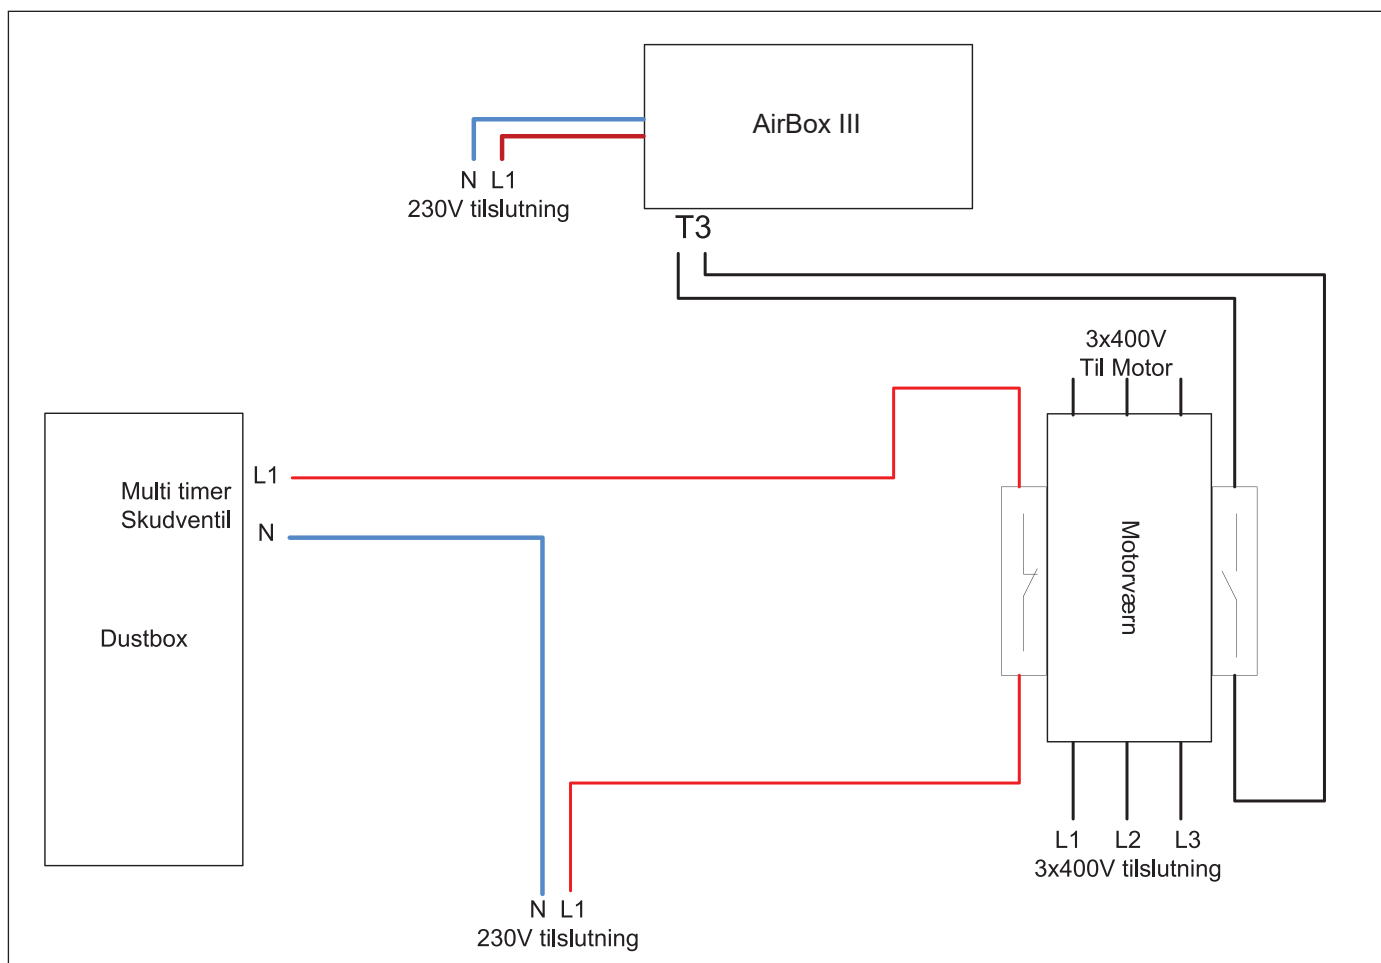 AirBox III
N L1
230V tilslutning
T3
3x400V
Til Motor
L1
Multi timer
Skudventil
N
Motorværn
Dustbox
L1 L2 L3
3x400V tilslutning
N L1
230V tilslutning